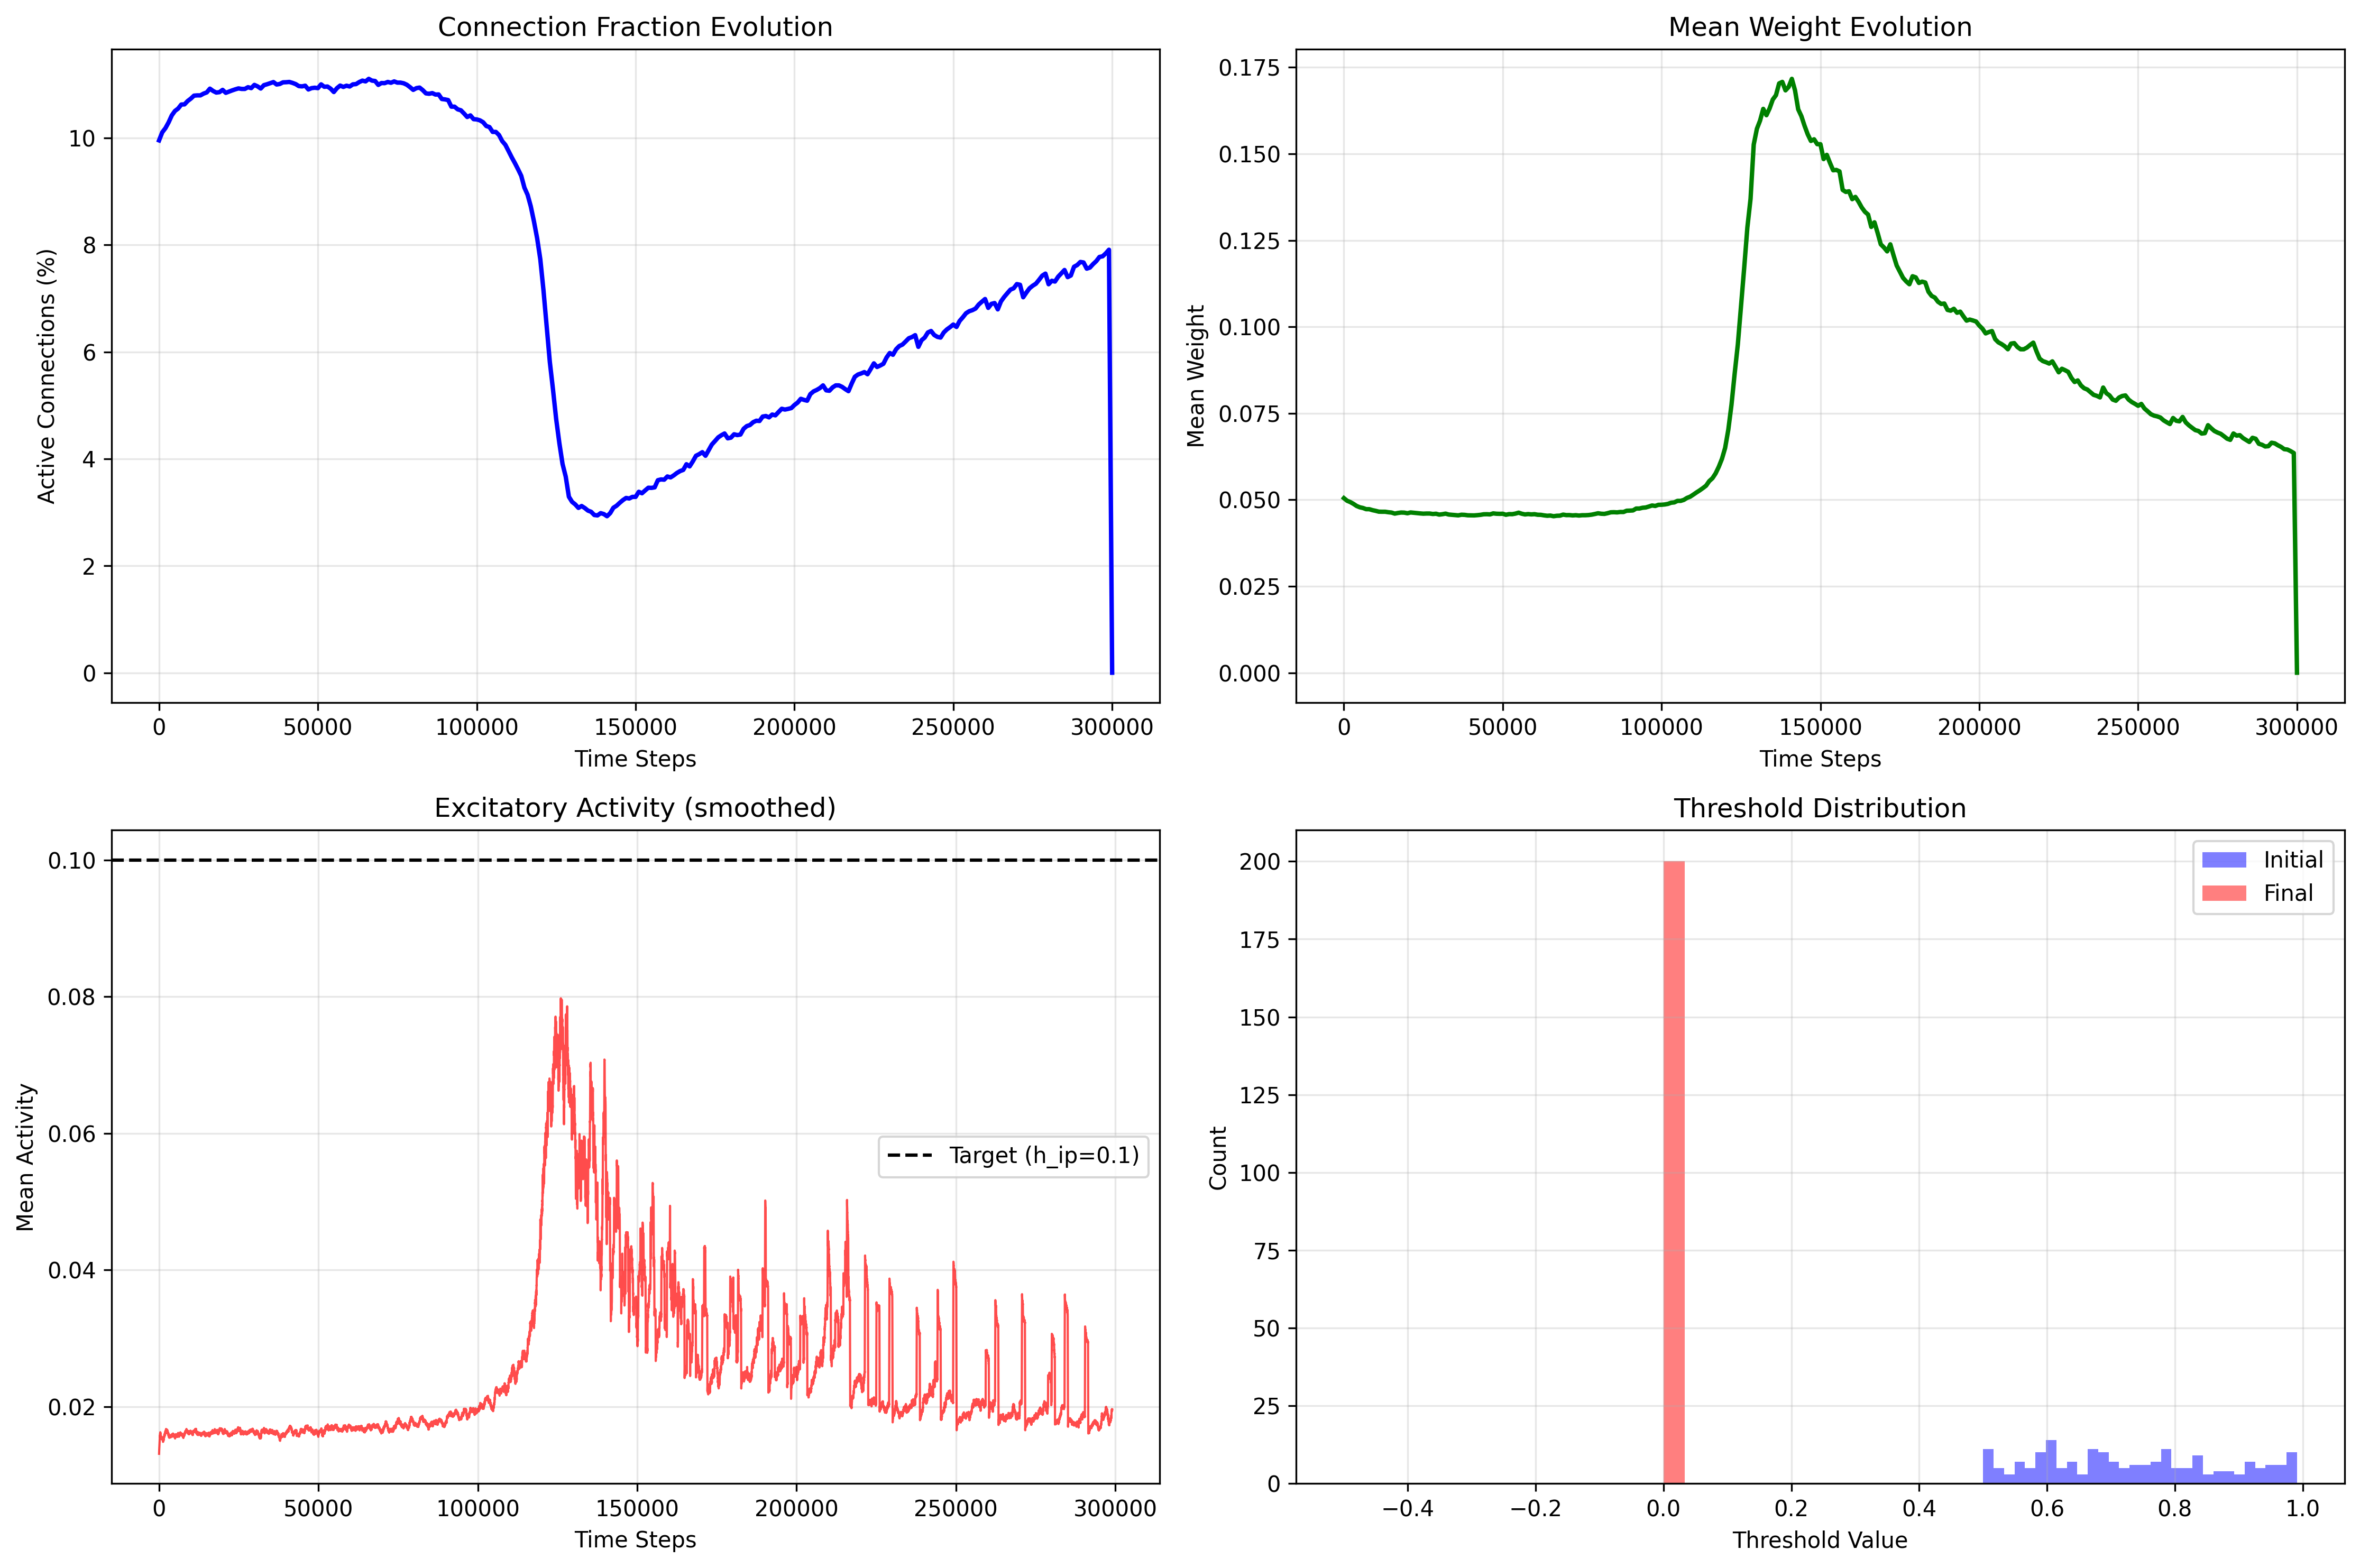 Connection Fraction Evolution
Active Connections (%)
10
8
6
4
2
0
0 50000 100000 150000 200000 250000 300000
Time Steps
Mean Weight Evolution
Mean Weight
0.175
0.150
0.125
0.100
0.075
0.050
0.025
0.000
0 50000 100000 150000 200000 250000 300000
Time Steps
Excitatory Activity (smoothed)
Mean Activity
0.10
0.08
0.06
0.04
0.02
Target (h_ip=0.1)
0 50000 100000 150000 200000 250000 300000
Time Steps
Threshold Distribution
Count
200
175
150
125
100
75
50
25
0
Initial
Final
−0.4 −0.2 0.0 0.2 0.4 0.6 0.8 1.0
Threshold Value